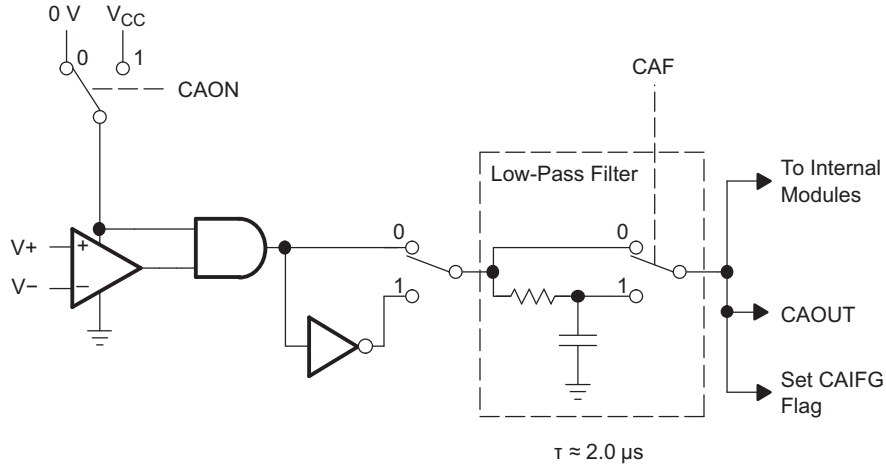 0 V
VCC
0
1
CAON
CAF
Low-Pass Filter
To Internal
Modules
V+
+
V−
−
0
1
0
1
CAOUT
Set CAIFG
Flag
τ ≈ 2.0 μs